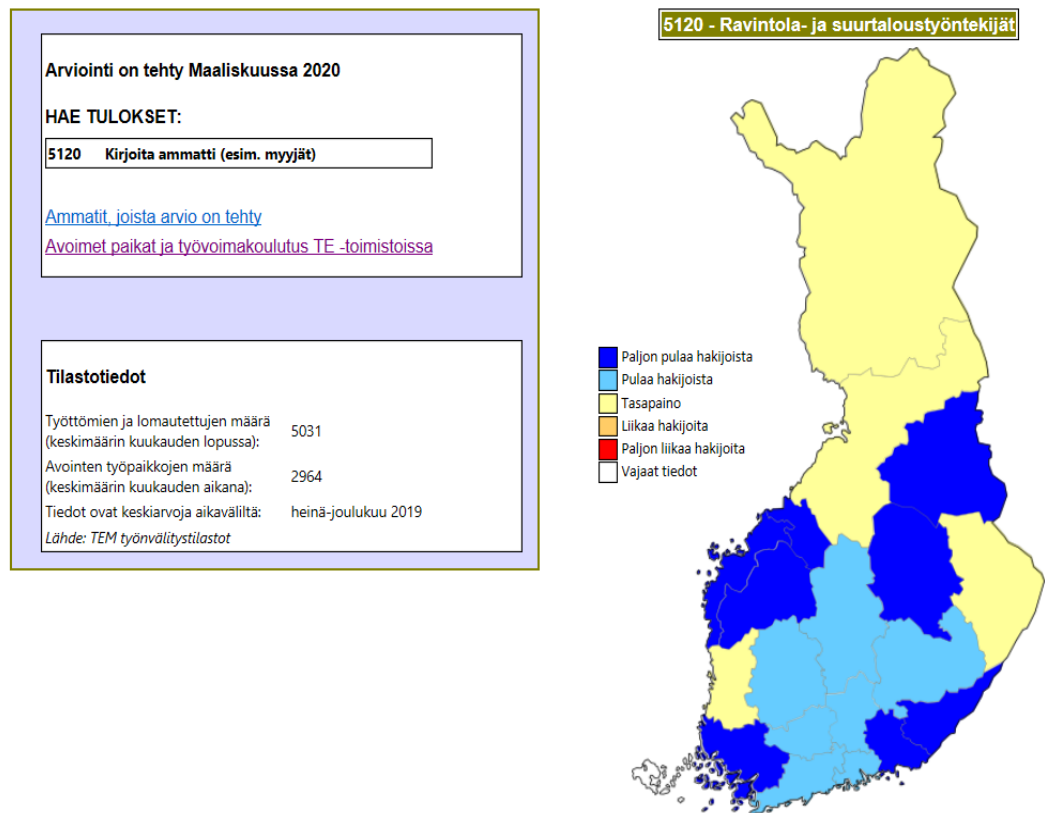 5120 - Ravintola- ja suurtaloustyöntekijät
Arviointi on tehty Maaliskuussa 2020
HAE TULOKSET:
5120 Kirjoita ammatti (esim. myyjät)
Ammatit, joista arvio on tehty
Avoimet paikat ja työvoimakoulutus TE -toimistoissa
Tilastotiedot
Työttömien ja lomautettujen määrä
(keskimäärin kuukauden lopussa): 5031
Avointen työpaikkojen määrä
(keskimäärin kuukauden aikana): 2964
Tiedot ovat keskiarvoja aikaväliltä: heinä-joulukuu 2019
Lähde: TEM työnvälitystilastot
Paljon pulaa hakijoista
Pulaa hakijoista
Tasapaino
Liikaa hakijoita
Paljon liikaa hakijoita
Vajaat tiedot